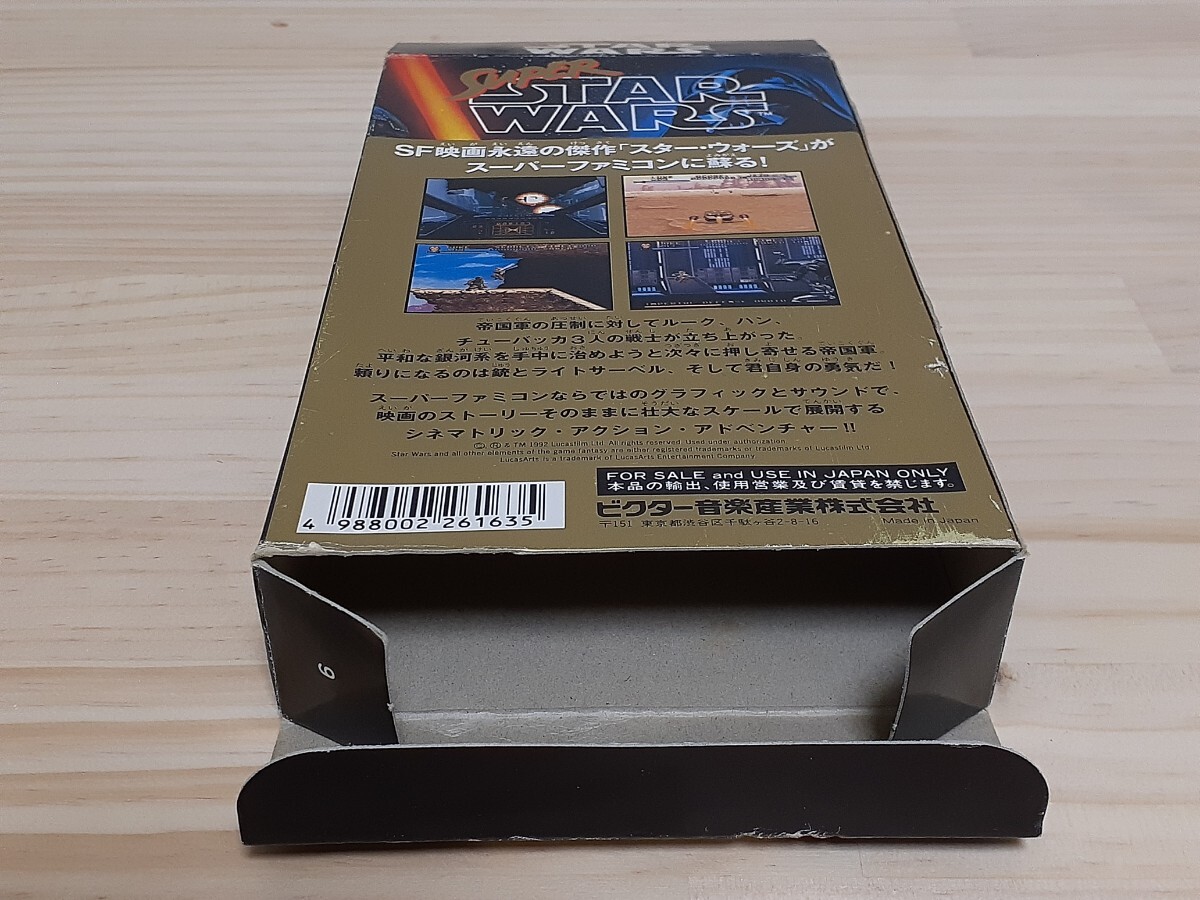 STAR WARS
SUPER
STAR
WARS™
SF映画永遠の傑作「スター・ウォーズ」が
スーパーファミコンに蘇る!
帝国軍の圧制に対してルーク、ハン、
チューバッカ3人の戦士が立ち上がった。
平和な銀河系を手中に治めようと次々に押し寄せる帝国軍。
頼りになるのは銃とライトサーベル、そして君自身の勇気だ!
スーパーファミコンならではのグラフィックとサウンドで、
映画のストーリーそのままに壮大なスケールで展開する
シネマトリック・アクション・アドベンチャー!!
©, ® & TM 1992 Lucasfilm Ltd. All rights reserved. Used under authorization.
Star Wars and all other elements of the game fantasy are either registered trademarks or trademarks of Lucasfilm Ltd.
LucasArts is a trademark of LucasArts Entertainment Company
FOR SALE and USE IN JAPAN ONLY
本品の輸出、使用営業及び賃貸を禁じます。
ビクター音楽産業株式会社
〒151 東京都渋谷区千駄ヶ谷2-8-16
Made in Japan
4 988002 261635
6